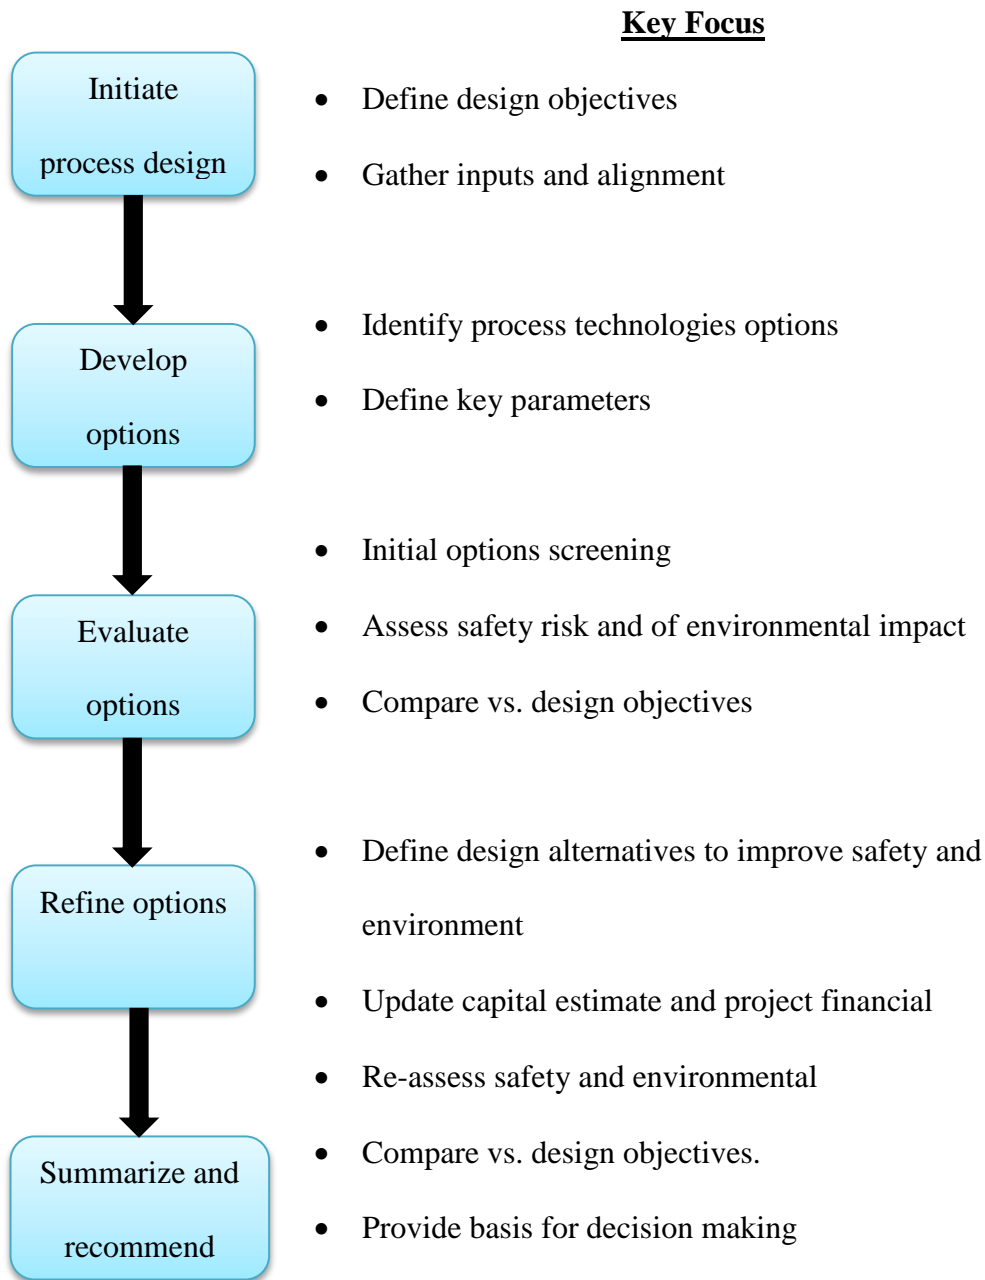 Key Focus
Initiate
process design
• Define design objectives
• Gather inputs and alignment
Develop
options
• Identify process technologies options
• Define key parameters
Evaluate
options
• Initial options screening
• Assess safety risk and of environmental impact
• Compare vs. design objectives
Refine options
• Define design alternatives to improve safety and
environment
• Update capital estimate and project financial
• Re-assess safety and environmental
• Compare vs. design objectives.
Summarize and
recommend
• Provide basis for decision making